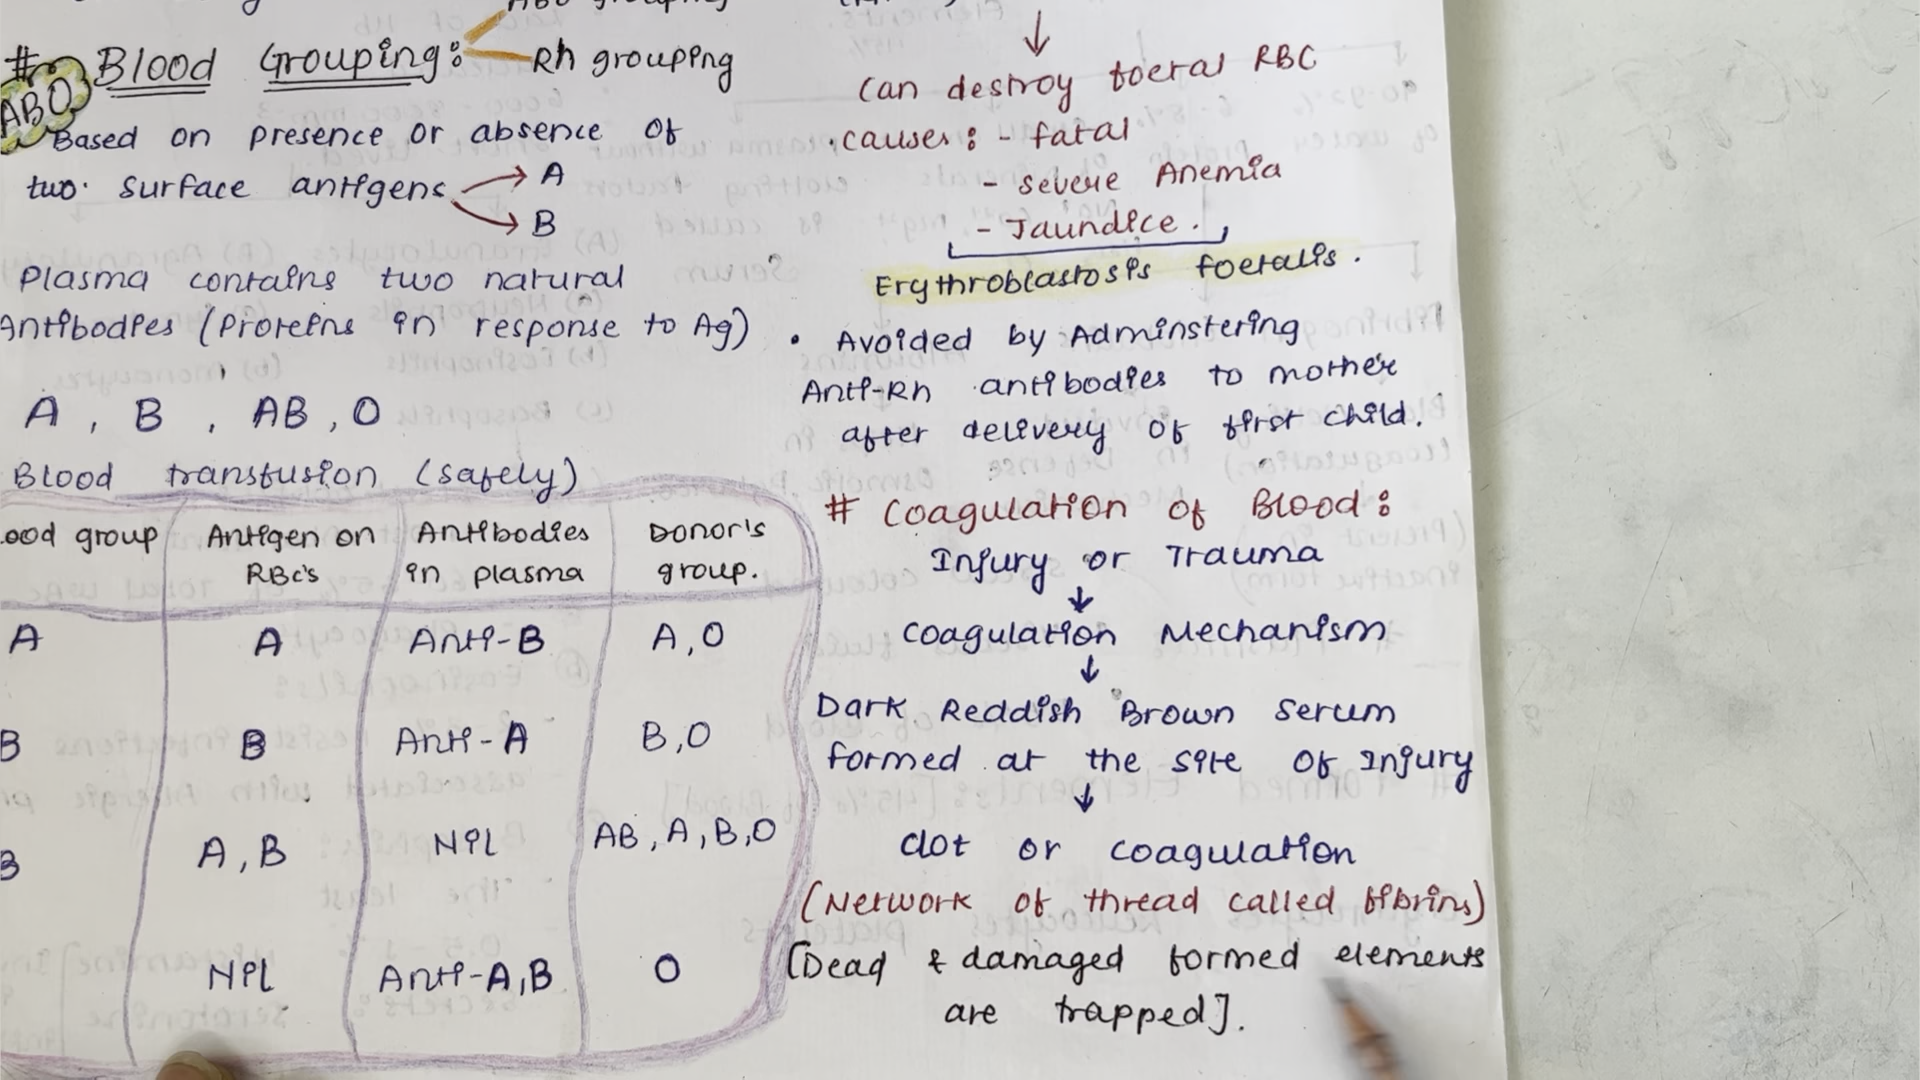 # Blood Grouping:
Rh grouping
ABO
Based on presence or absence of
two surface antigens
A
B
Plasma contains two natural
Antibodies (Proteins in response to Ag)
A, B, AB, O
Blood transfusion (safely)
ood group Antigen on RBC's Antibodies in plasma Donor's group.
A A Anti-B A,O
B B Anti-A B,O
B A,B Nil AB,A,B,O
Nil Anti-A,B O
can destroy foetal RBC
causes: - fatal
- severe Anemia
- Jaundice.
Erythroblastosis foetalis.
• Avoided by Adminstering
Anti-Rh antibodies to mother
after delivery of first child.
# Coagulation of Blood:
Injury or Trauma
↓
Coagulation Mechanism
↓
Dark Reddish Brown Serum
formed at the site of Injury
↓
clot or coagulation
(Network of thread called fibrins)
[Dead & damaged formed elements
are trapped].